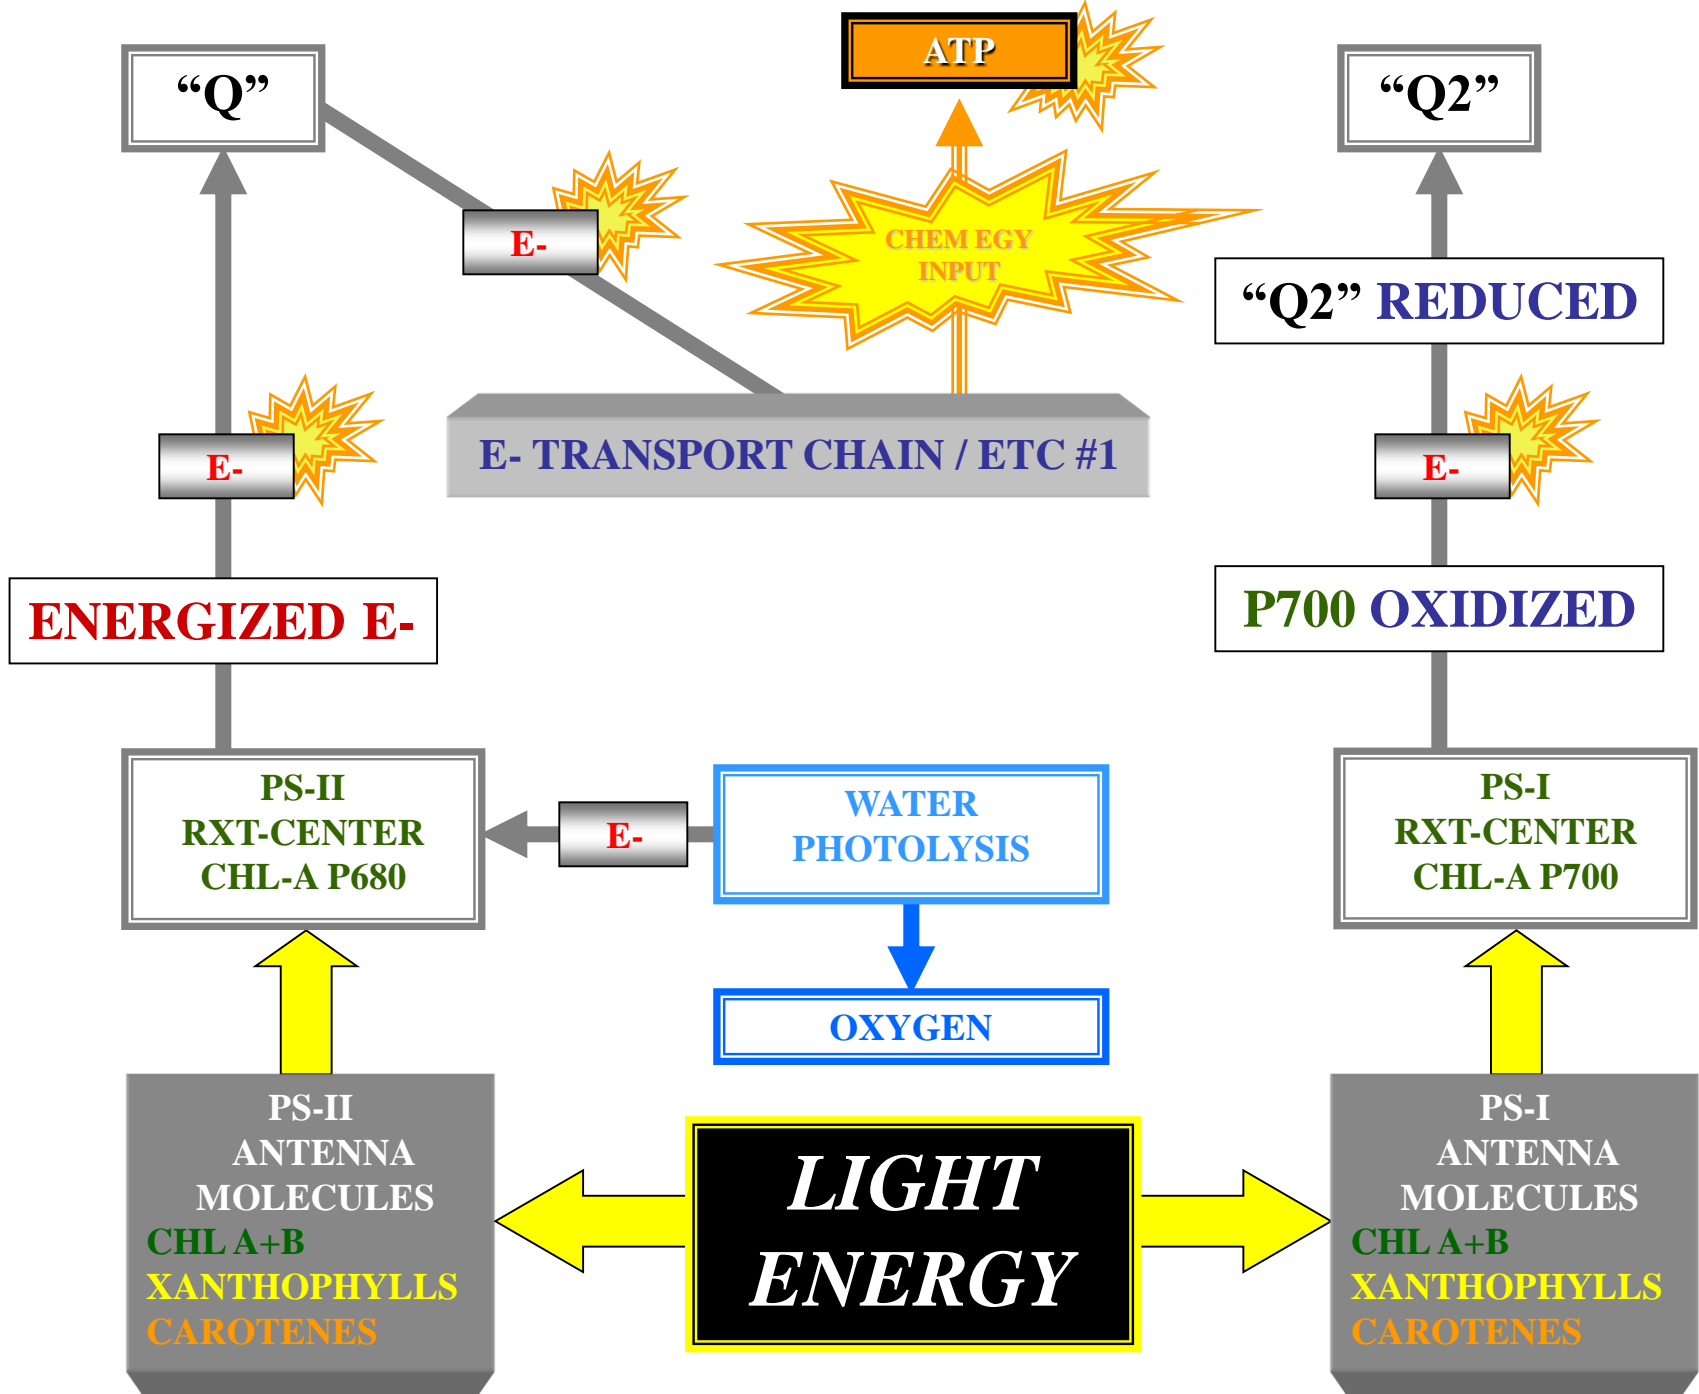 “Q”
ATP
“Q2”
E-
CHEM EGY
INPUT
“Q2” REDUCED
E-
E- TRANSPORT CHAIN / ETC #1
E-
ENERGIZED E-
P700 OXIDIZED
PS-II
RXT-CENTER
CHL-A P680
E-
WATER
PHOTOLYSIS
PS-I
RXT-CENTER
CHL-A P700
OXYGEN
PS-II
ANTENNA
MOLECULES
CHL A+B
XANTHOPHYLLS
CAROTENES
LIGHT
ENERGY
PS-I
ANTENNA
MOLECULES
CHL A+B
XANTHOPHYLLS
CAROTENES